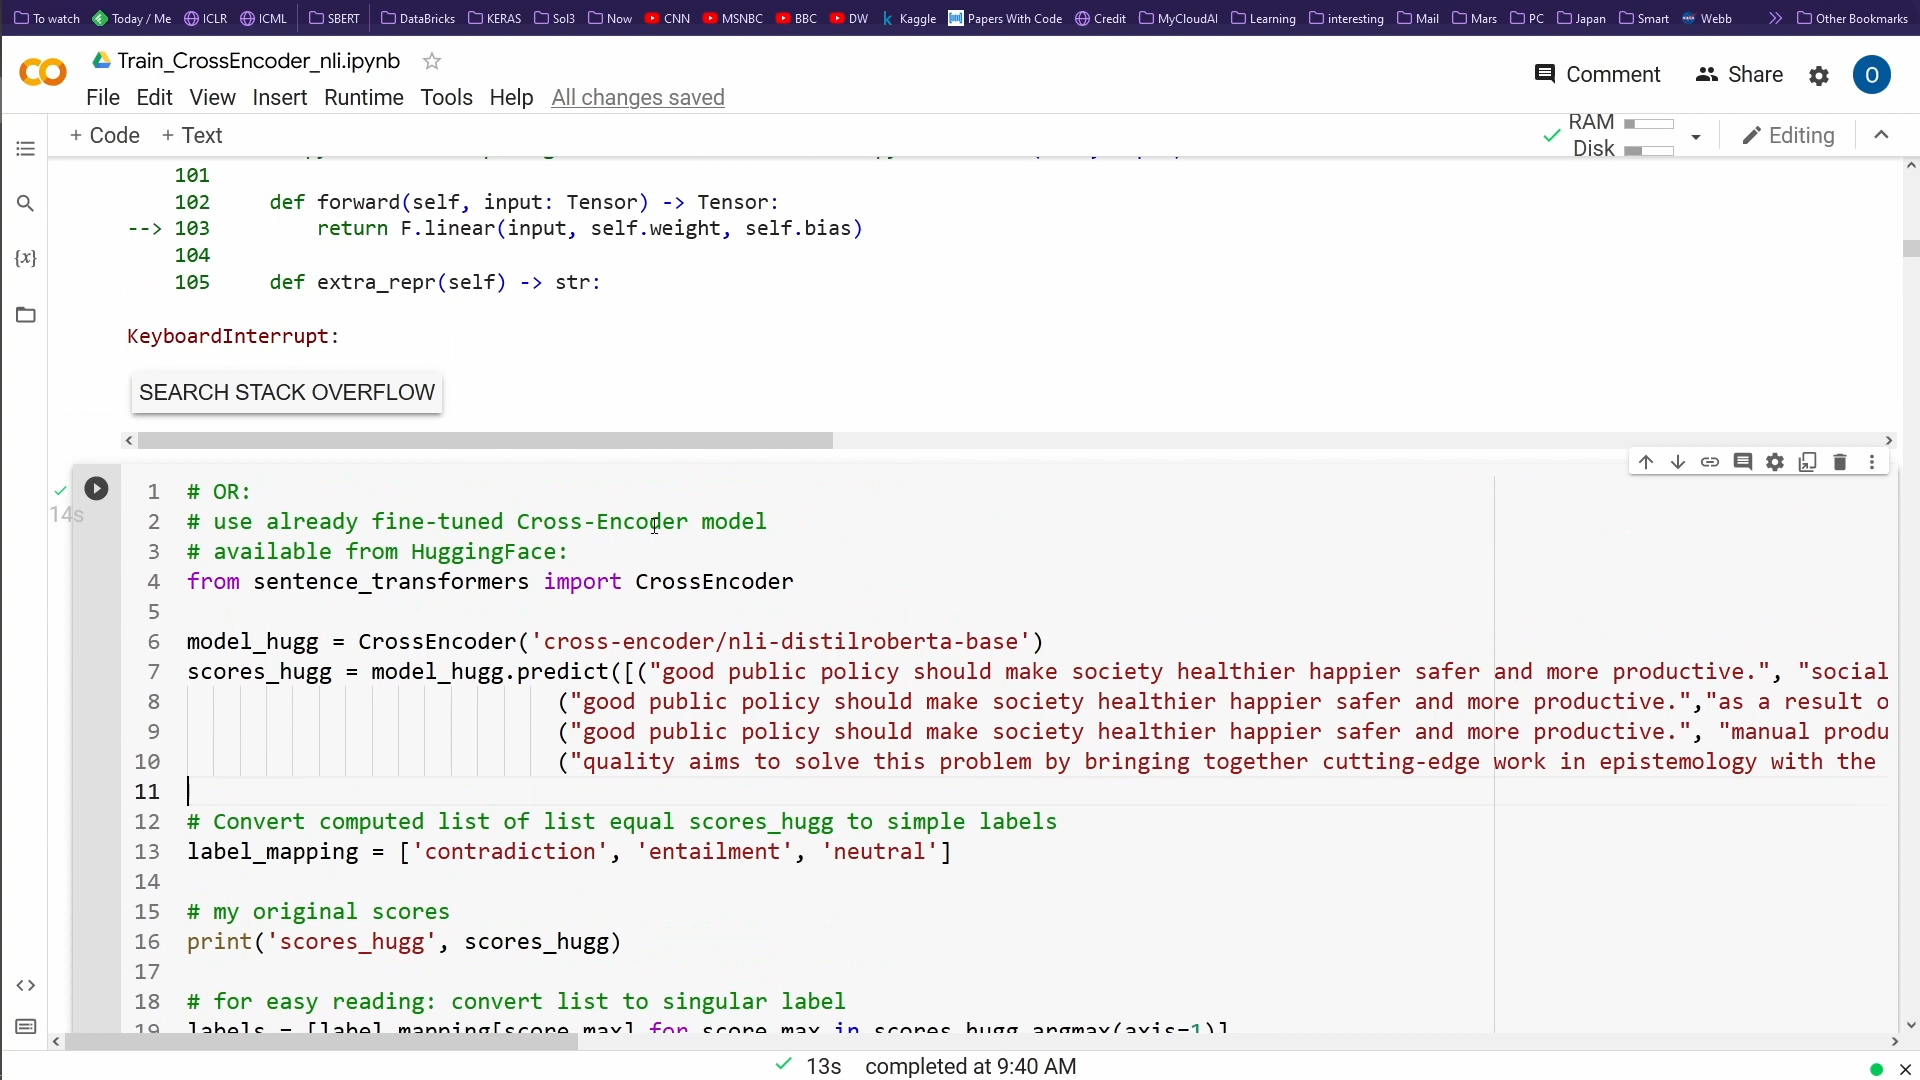 To watch Today / Me ICLR ICML SBERT DataBricks KERAS Sol3 Now CNN MSNBC BBC DW Kaggle Papers With Code Credit MyCloudAI Learning interesting Mail Mars PC Japan Smart Webb Other Bookmarks
Train_CrossEncoder_nli.ipynb
Comment Share O
File Edit View Insert Runtime Tools Help All changes saved
+ Code + Text
RAM
Disk
Editing
101
102 def forward(self, input: Tensor) -> Tensor:
--> 103 return F.linear(input, self.weight, self.bias)
104
105 def extra_repr(self) -> str:
KeyboardInterrupt:
SEARCH STACK OVERFLOW
14s
1 # OR:
2 # use already fine-tuned Cross-Encoder model
3 # available from HuggingFace:
4 from sentence_transformers import CrossEncoder
5
6 model_hugg = CrossEncoder('cross-encoder/nli-distilroberta-base')
7 scores_hugg = model_hugg.predict([("good public policy should make society healthier happier safer and more productive.", "social
8 ("good public policy should make society healthier happier safer and more productive.","as a result o
9 ("good public policy should make society healthier happier safer and more productive.", "manual produ
10 ("quality aims to solve this problem by bringing together cutting-edge work in epistemology with the
11
12 # Convert computed list of list equal scores_hugg to simple labels
13 label_mapping = ['contradiction', 'entailment', 'neutral']
14
15 # my original scores
16 print('scores_hugg', scores_hugg)
17
18 # for easy reading: convert list to singular label
19 labels = [label_mapping[score_max] for score_max in scores_hugg.argmax(axis=1)]
13s completed at 9:40 AM